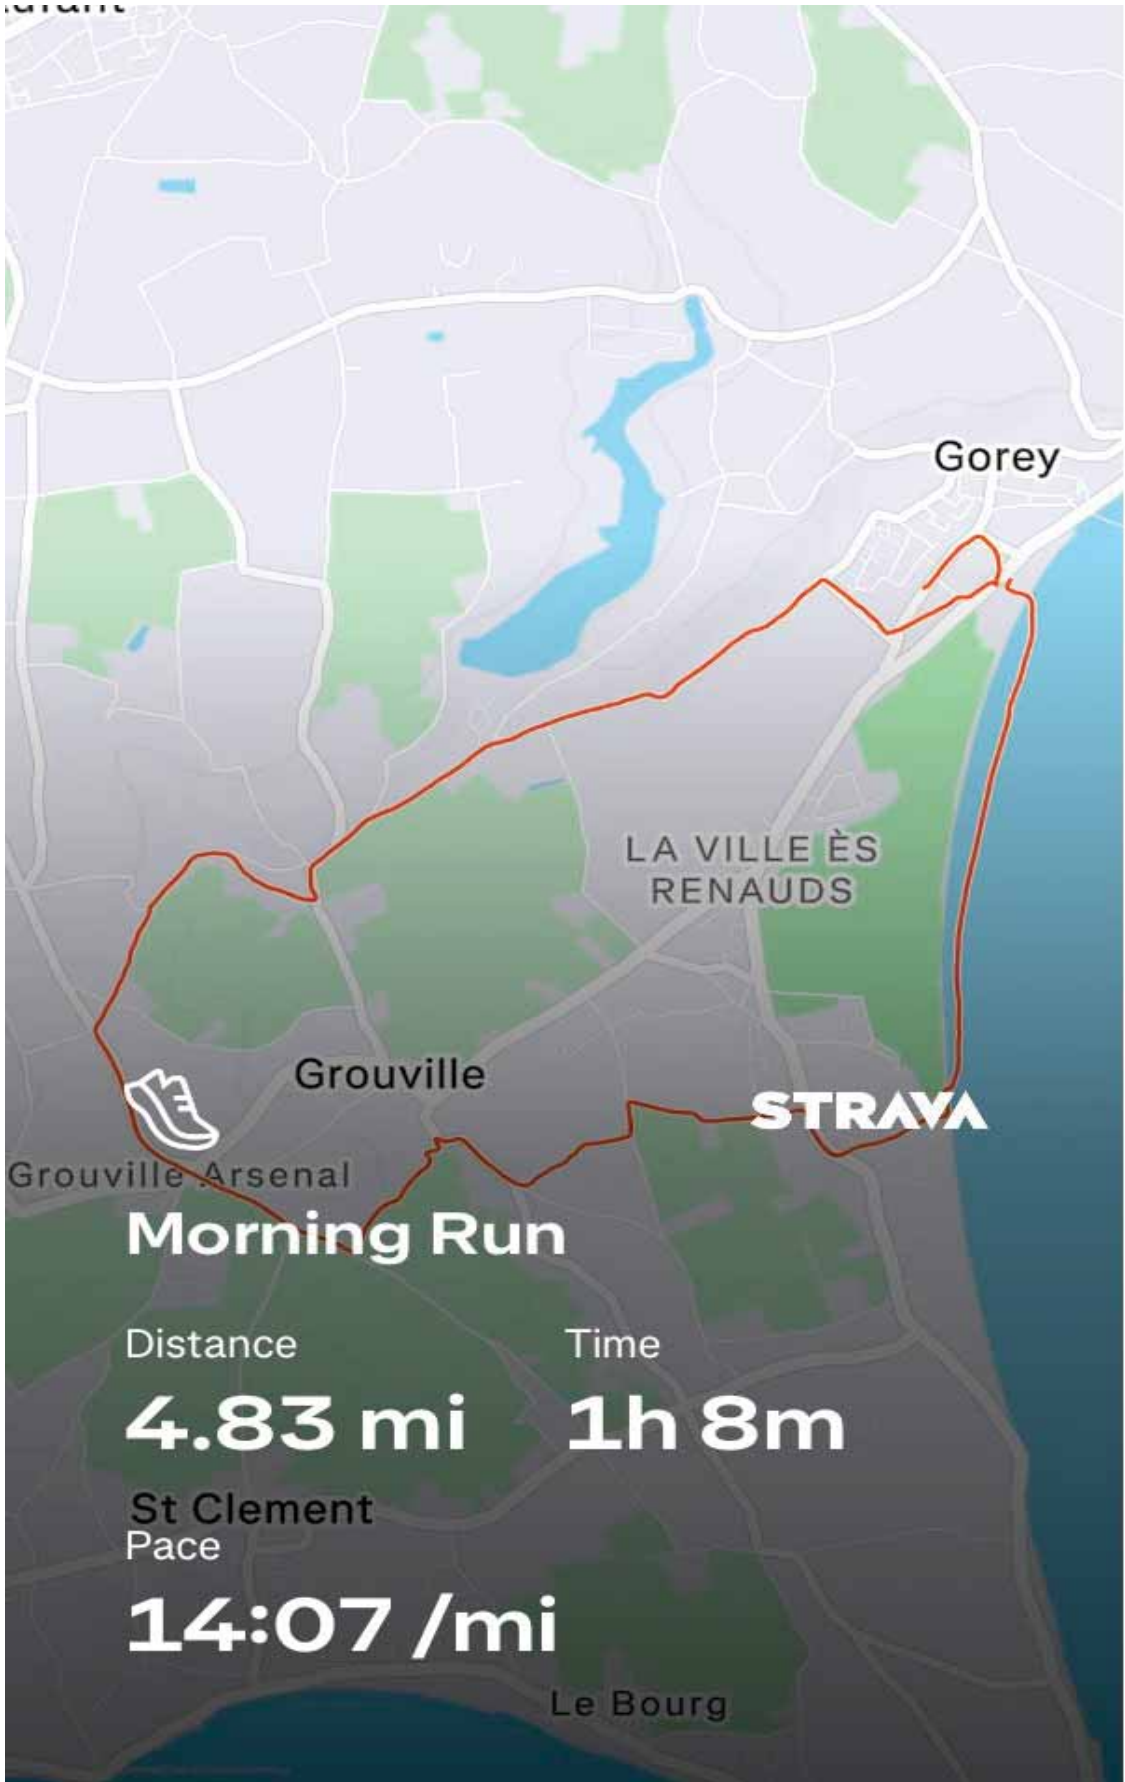 Gorey
LA VILLE ÈS
RENAUDS
Grouville
STRAVA
Grouville Arsenal
Morning Run
Distance
Time
4.83 mi
1h 8m
St Clement
Pace
14:07 /mi
Le Bourg